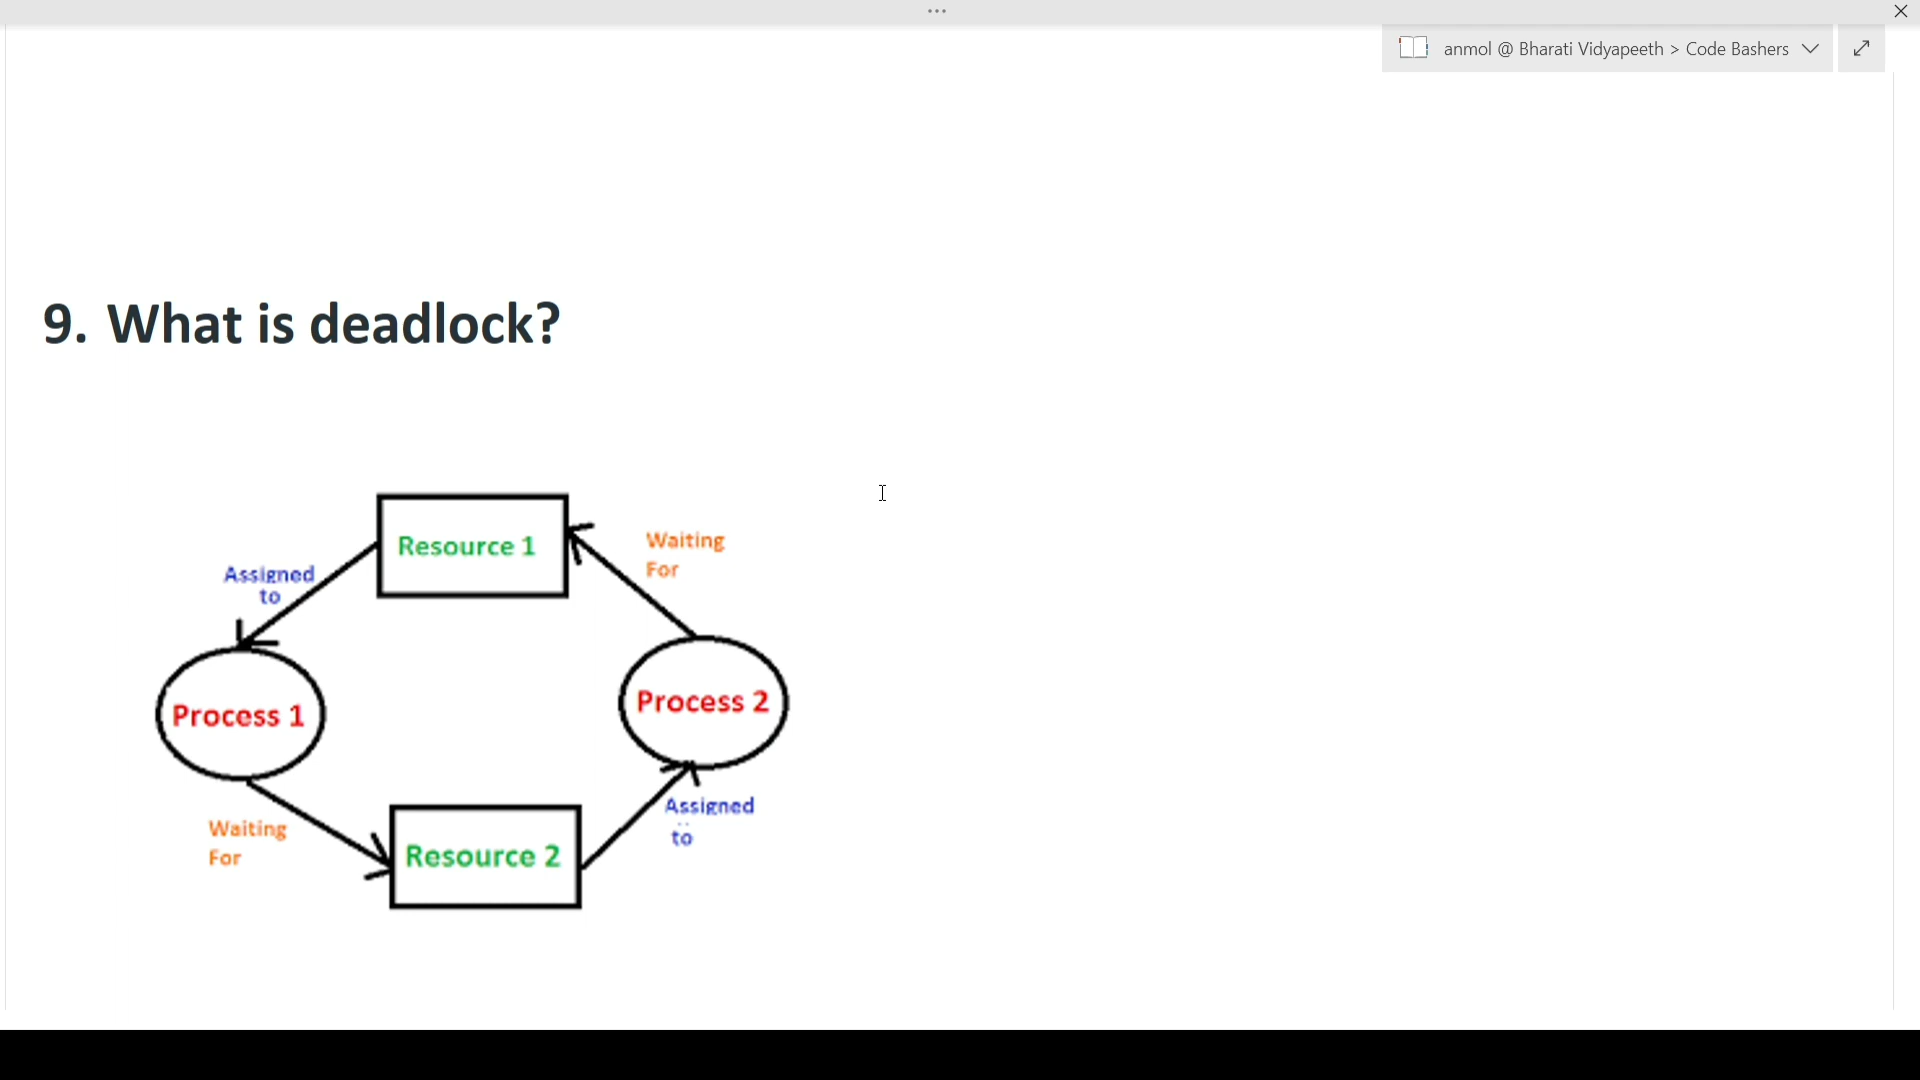 anmol @ Bharati Vidyapeeth > Code Bashers
9. What is deadlock?
Resource 1
Waiting
For
Assigned
to
Process 1
Process 2
Waiting
For
Resource 2
Assigned
to